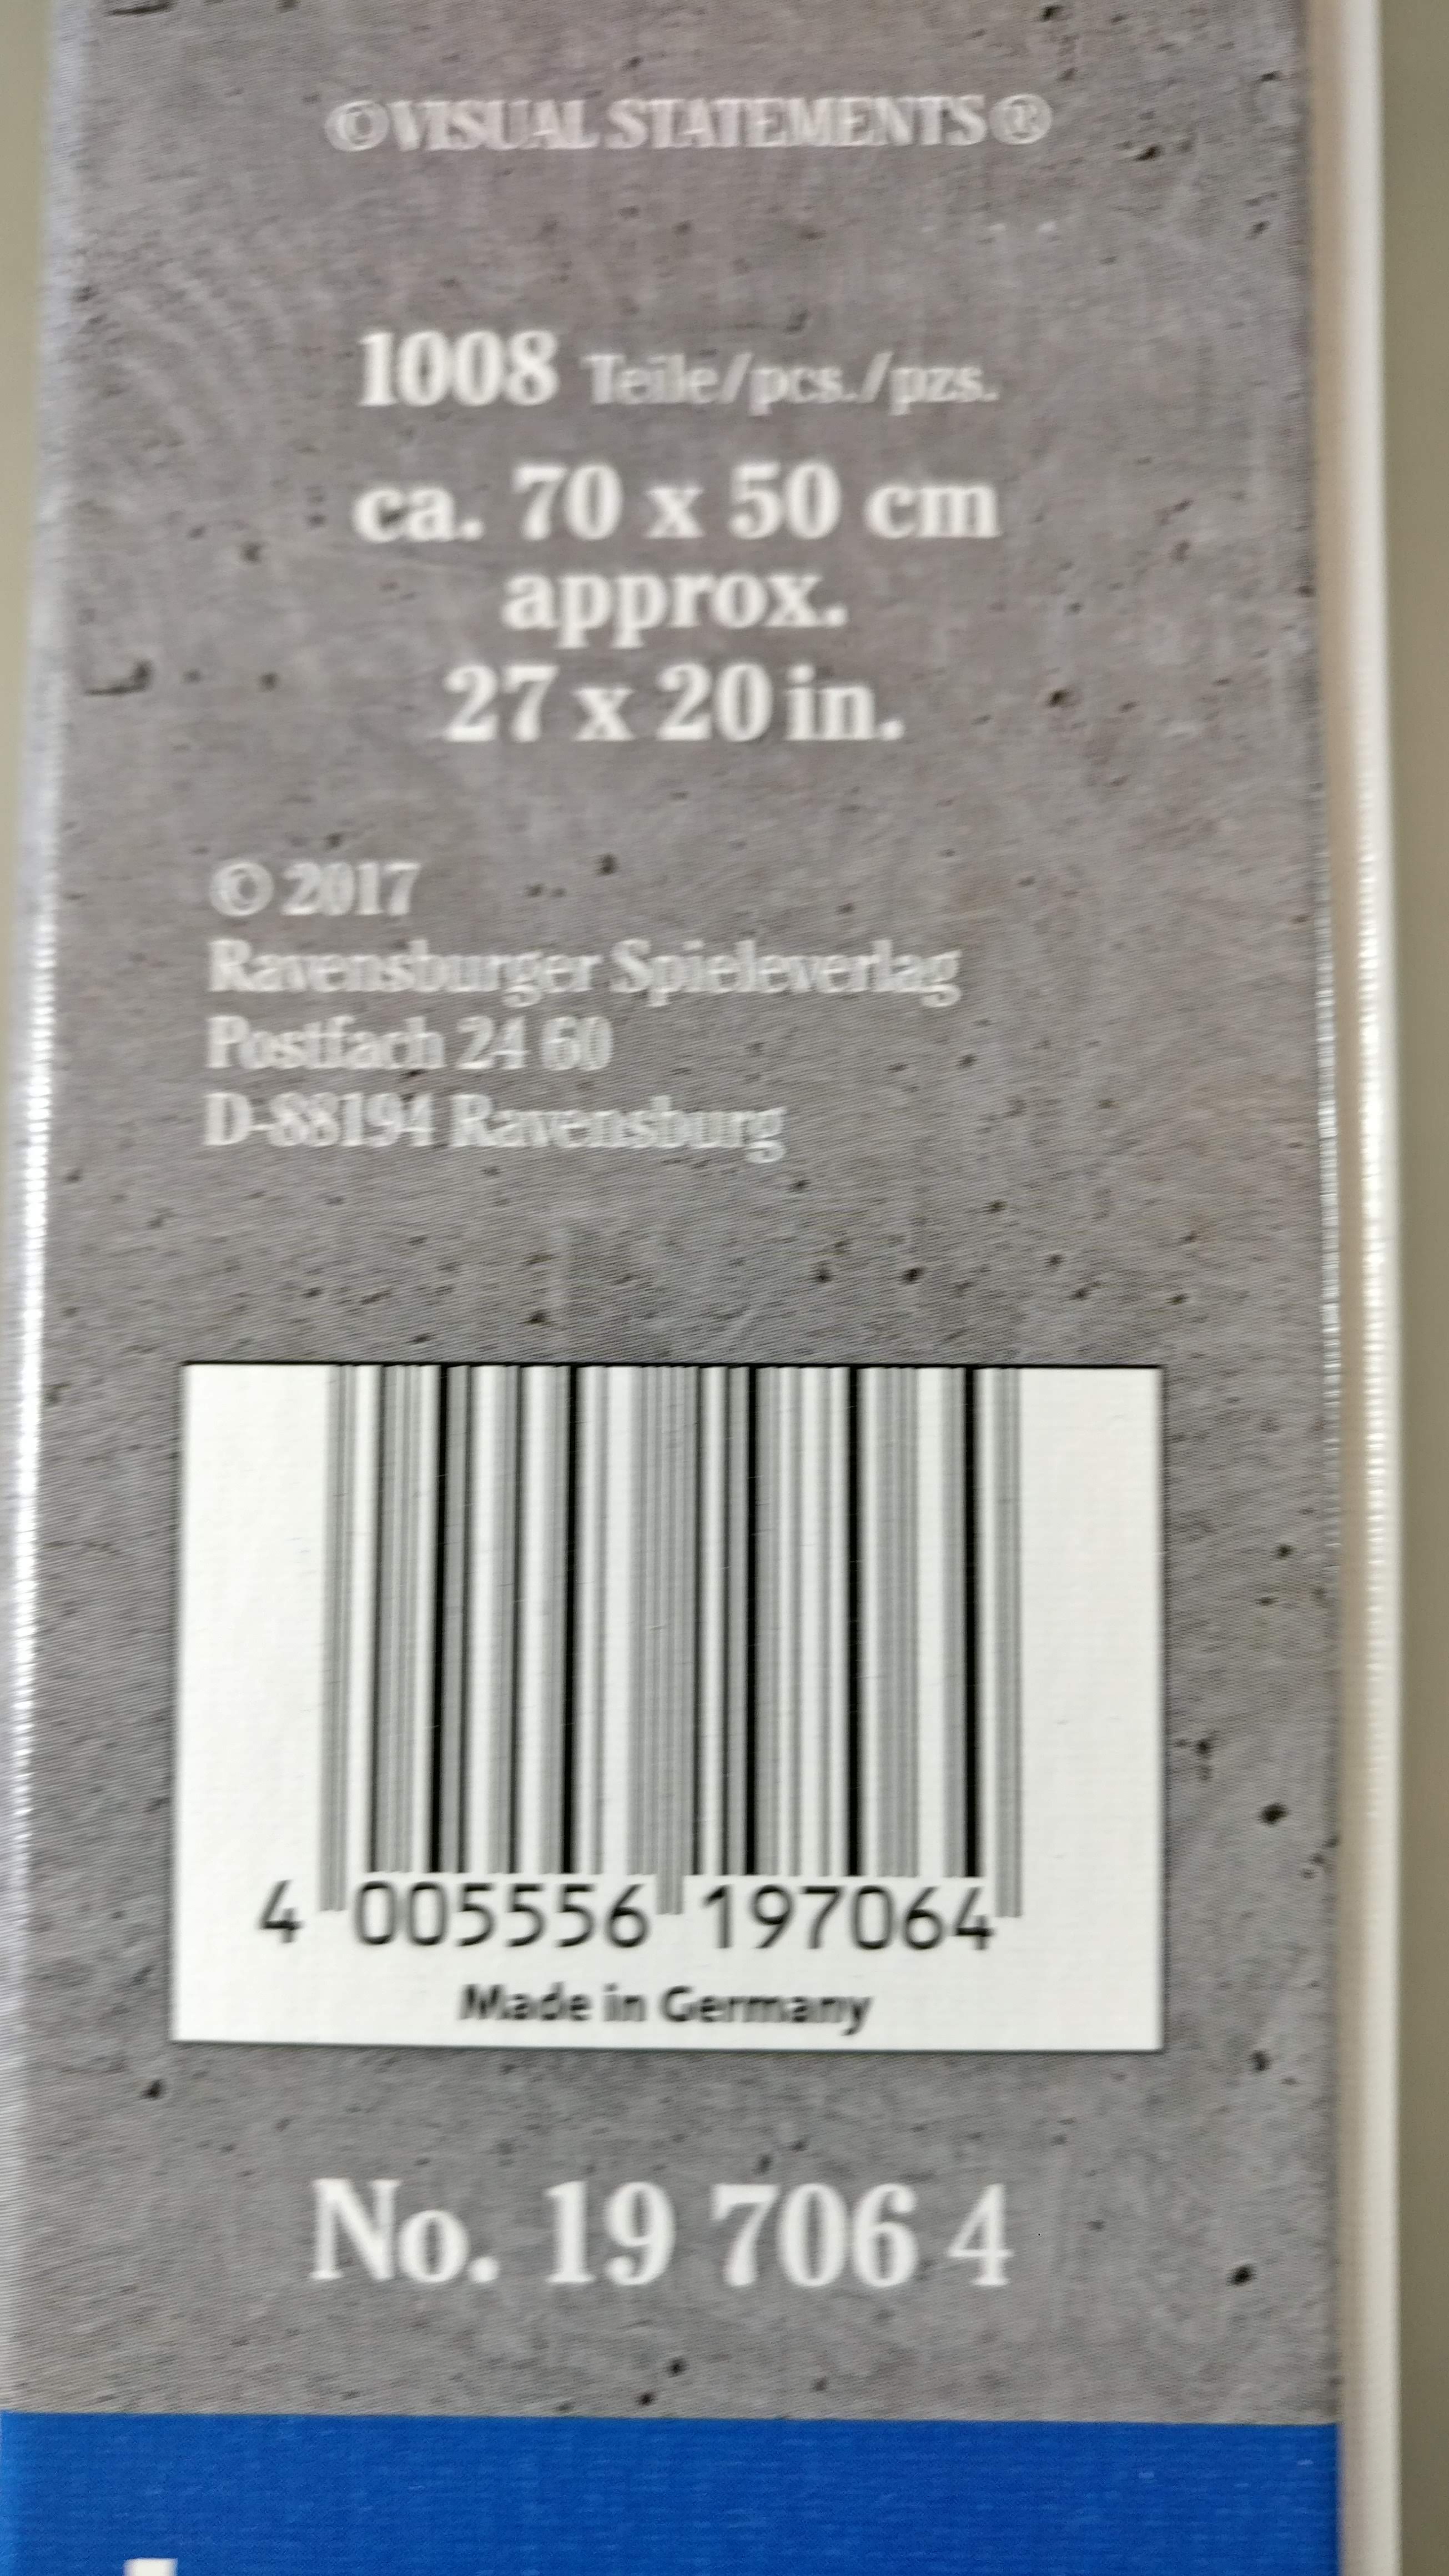 ©VISUAL STATEMENTS®
1008 Teile/pcs./pzs.
ca. 70 x 50 cm
approx.
27 x 20 in.
© 2017
Ravensburger Spieleverlag
Postfach 24 60
D-88194 Ravensburg
4 005556 197064
Made in Germany
No. 19 706 4